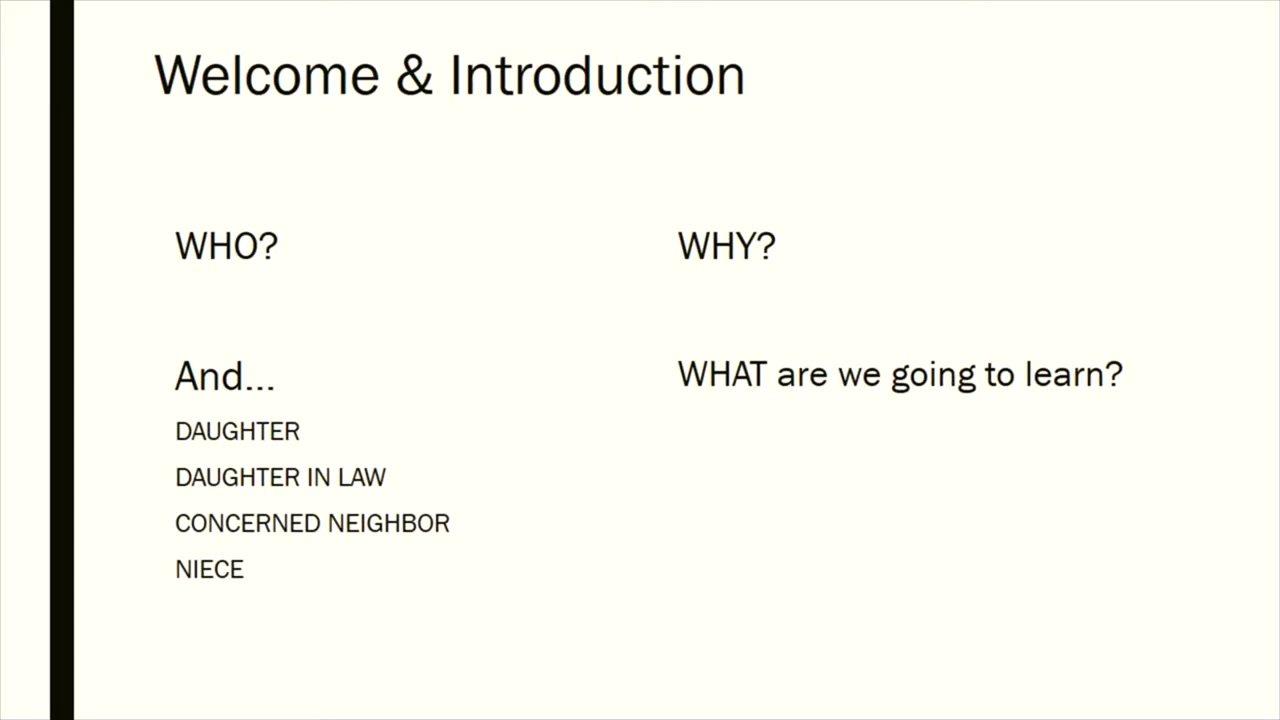 Welcome & Introduction
WHO?
And...
DAUGHTER
DAUGHTER IN LAW
CONCERNED NEIGHBOR
NIECE
WHY?
WHAT are we going to learn?